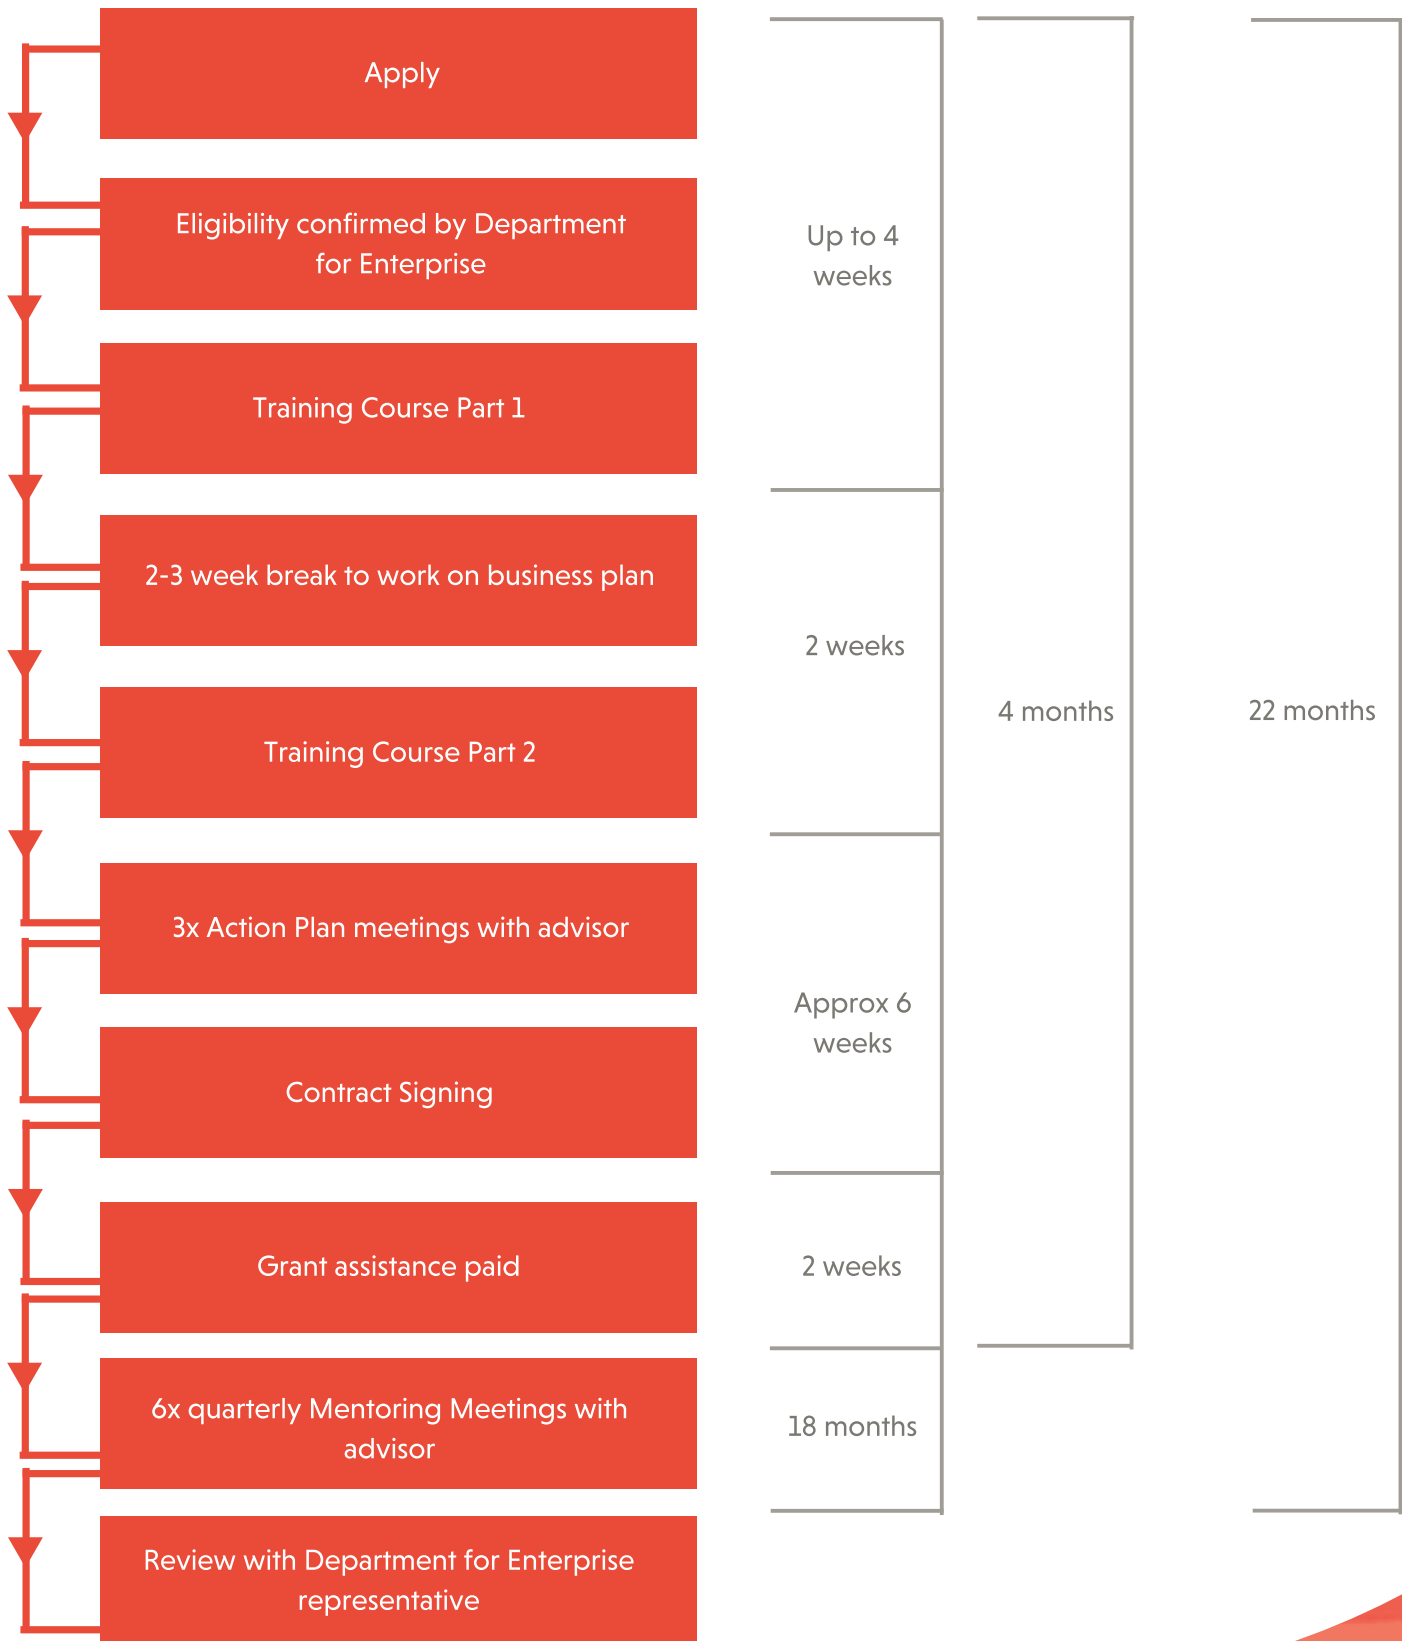 Apply
Eligibility confirmed by Department
for Enterprise
Training Course Part 1
2-3 week break to work on business plan
Training Course Part 2
3x Action Plan meetings with advisor
Contract Signing
Grant assistance paid
6x quarterly Mentoring Meetings with
advisor
Review with Department for Enterprise
representative
Up to 4
weeks
2 weeks
Approx 6
weeks
2 weeks
18 months
4 months
22 months